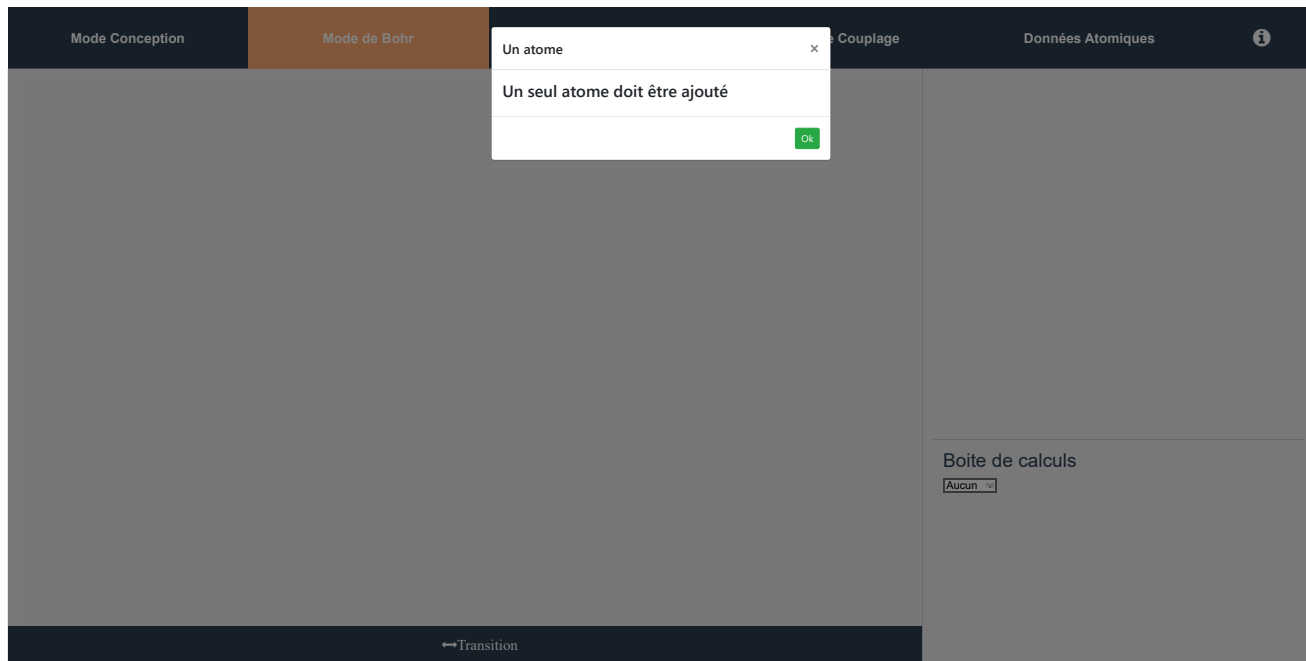 Mode Conception
Mode de Bohr
Couplage
Données Atomiques
Un atome
×
Un seul atome doit être ajouté
Ok
Boite de calculs
Aucun
Transition